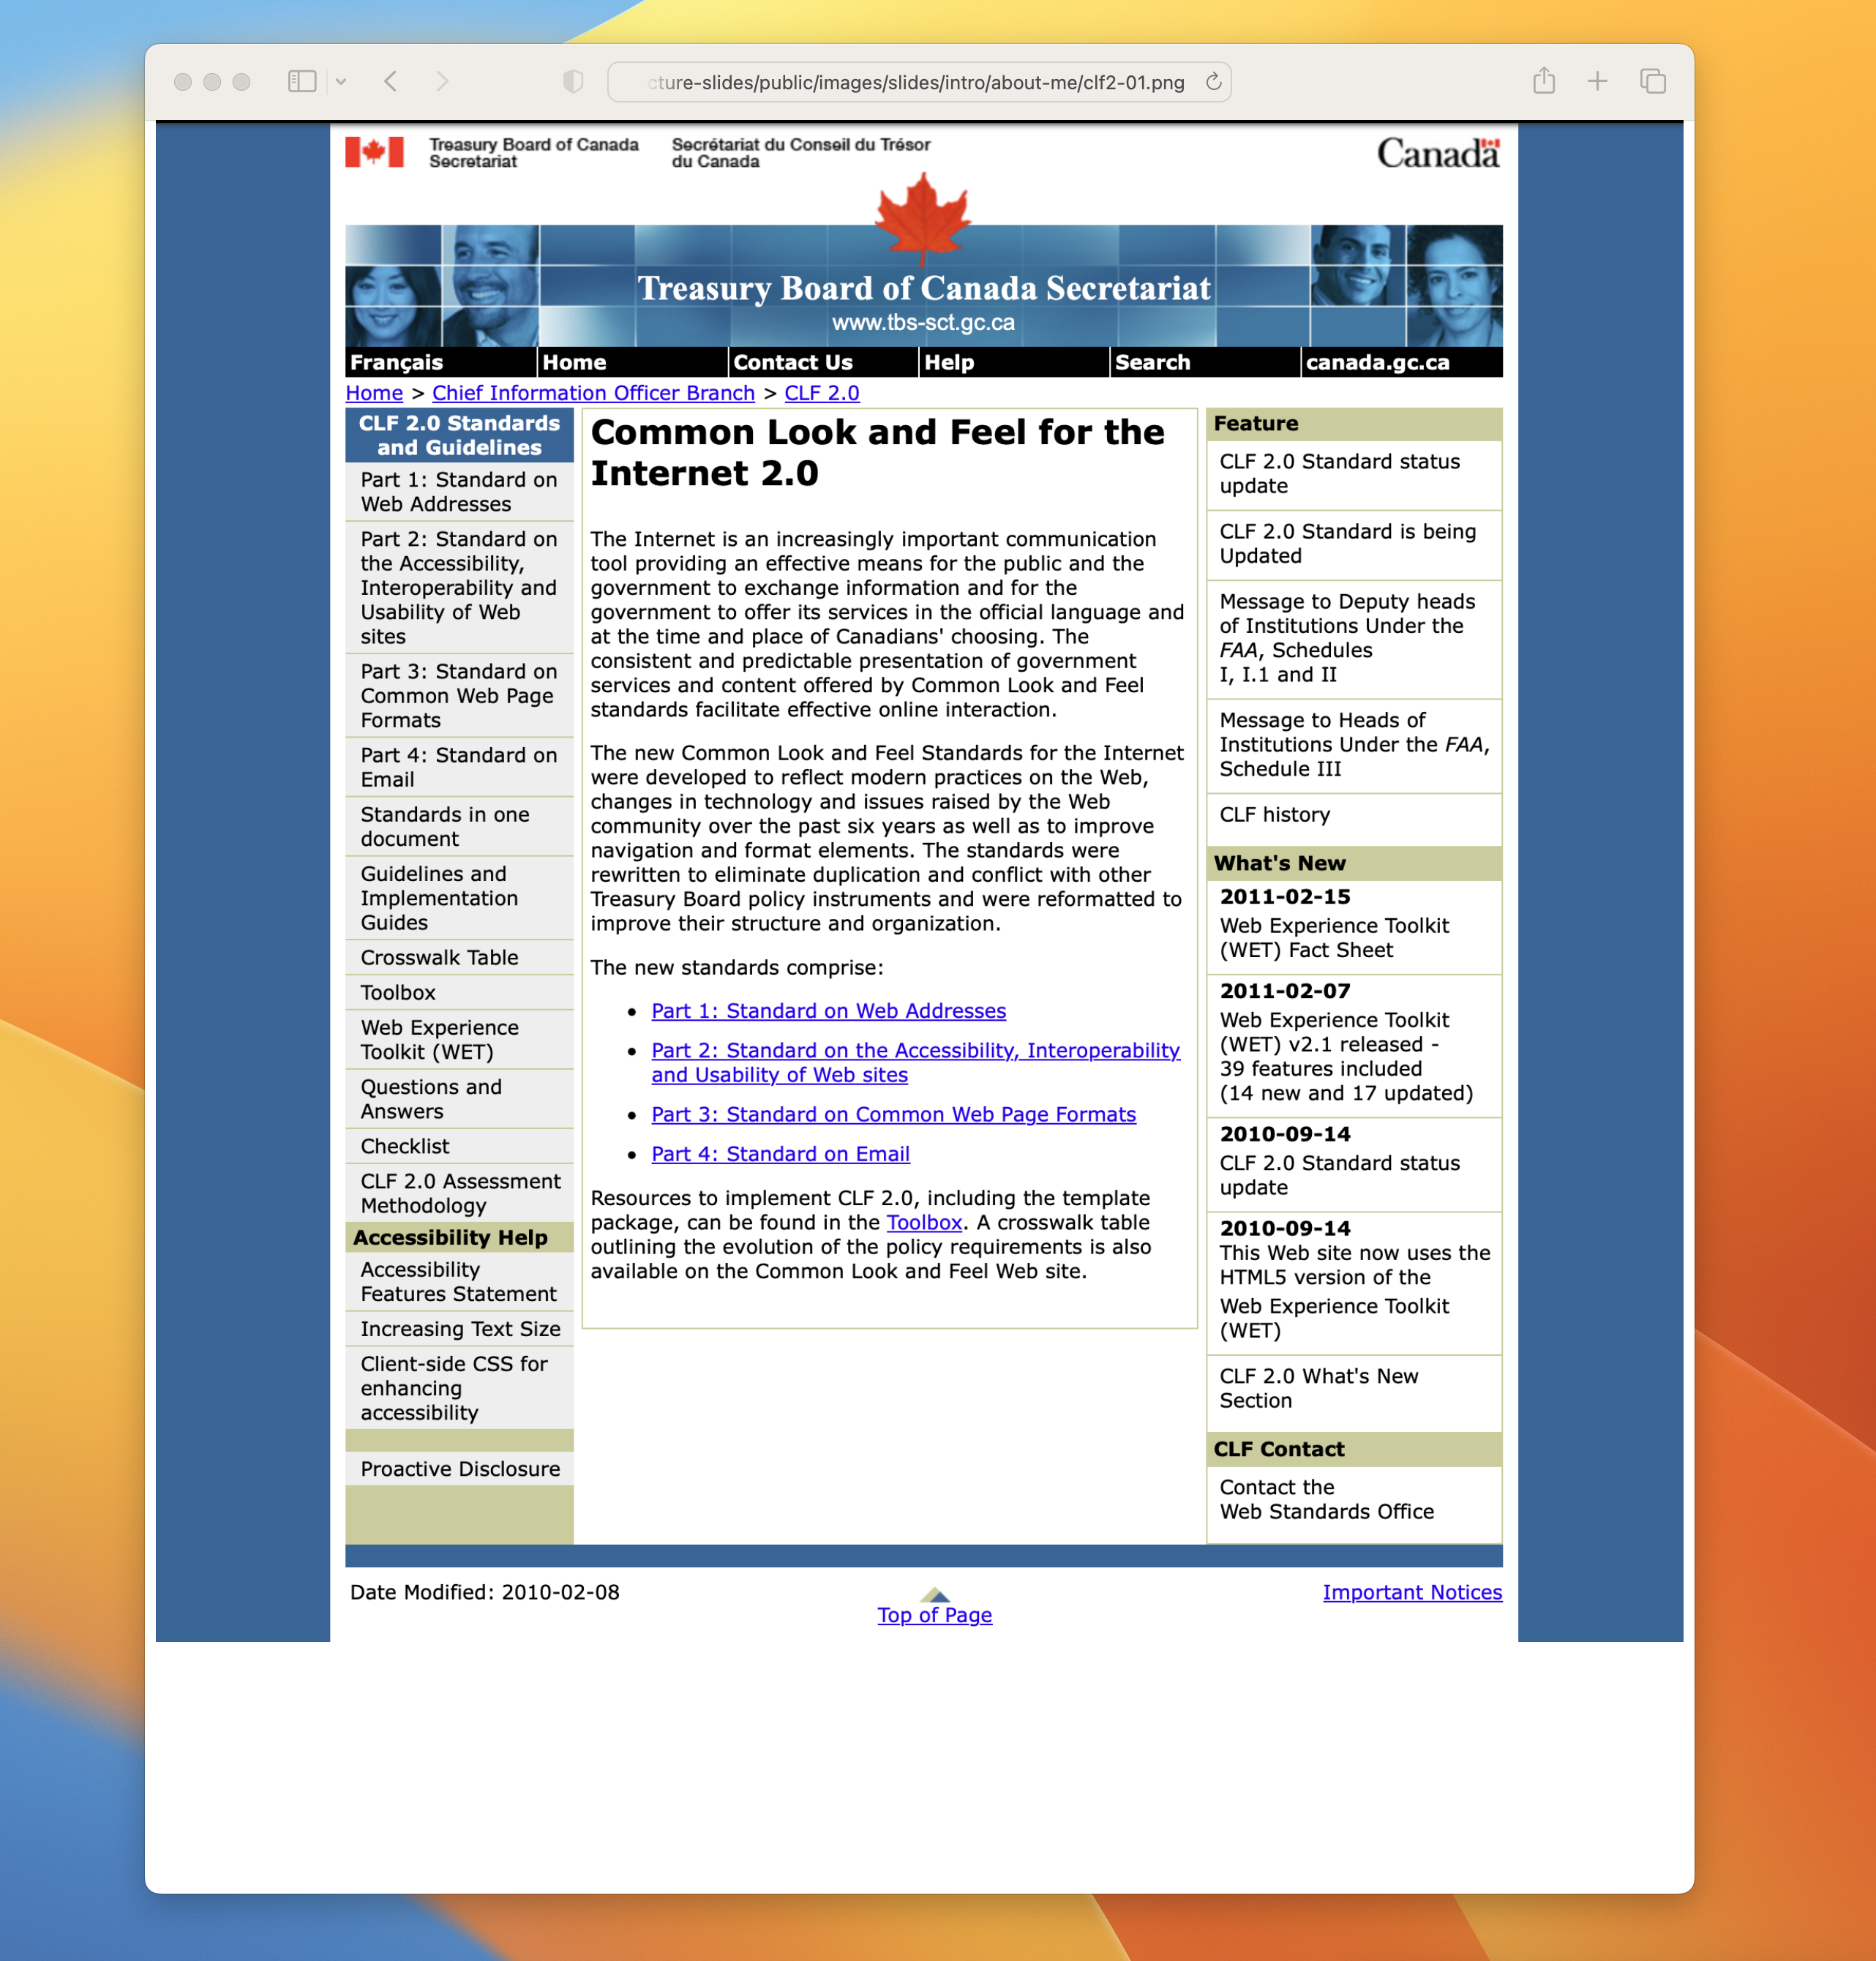 cture-slides/public/images/slides/intro/about-me/clf2-01.png
Treasury Board of Canada
Secretariat
Secrétariat du Conseil du Trésor
du Canada
Canada
Treasury Board of Canada Secretariat
www.tbs-sct.gc.ca
Français
Home
Contact Us
Help
Search
canada.gc.ca
Home > Chief Information Officer Branch > CLF 2.0
CLF 2.0 Standards
and Guidelines
Part 1: Standard on
Web Addresses
Part 2: Standard on
the Accessibility,
Interoperability and
Usability of Web
sites
Part 3: Standard on
Common Web Page
Formats
Part 4: Standard on
Email
Standards in one
document
Guidelines and
Implementation
Guides
Crosswalk Table
Toolbox
Web Experience
Toolkit (WET)
Questions and
Answers
Checklist
CLF 2.0 Assessment
Methodology
Accessibility Help
Accessibility
Features Statement
Increasing Text Size
Client-side CSS for
enhancing
accessibility
Proactive Disclosure
Common Look and Feel for the
Internet 2.0
The Internet is an increasingly important communication
tool providing an effective means for the public and the
government to exchange information and for the
government to offer its services in the official language and
at the time and place of Canadians' choosing. The
consistent and predictable presentation of government
services and content offered by Common Look and Feel
standards facilitate effective online interaction.
The new Common Look and Feel Standards for the Internet
were developed to reflect modern practices on the Web,
changes in technology and issues raised by the Web
community over the past six years as well as to improve
navigation and format elements. The standards were
rewritten to eliminate duplication and conflict with other
Treasury Board policy instruments and were reformatted to
improve their structure and organization.
The new standards comprise:
• Part 1: Standard on Web Addresses
• Part 2: Standard on the Accessibility, Interoperability
and Usability of Web sites
• Part 3: Standard on Common Web Page Formats
• Part 4: Standard on Email
Resources to implement CLF 2.0, including the template
package, can be found in the Toolbox. A crosswalk table
outlining the evolution of the policy requirements is also
available on the Common Look and Feel Web site.
Feature
CLF 2.0 Standard status
update
CLF 2.0 Standard is being
Updated
Message to Deputy heads
of Institutions Under the
FAA, Schedules
I, I.1 and II
Message to Heads of
Institutions Under the FAA,
Schedule III
CLF history
What's New
2011-02-15
Web Experience Toolkit
(WET) Fact Sheet
2011-02-07
Web Experience Toolkit
(WET) v2.1 released -
39 features included
(14 new and 17 updated)
2010-09-14
CLF 2.0 Standard status
update
2010-09-14
This Web site now uses the
HTML5 version of the
Web Experience Toolkit
(WET)
CLF 2.0 What's New
Section
CLF Contact
Contact the
Web Standards Office
Date Modified: 2010-02-08
Top of Page
Important Notices